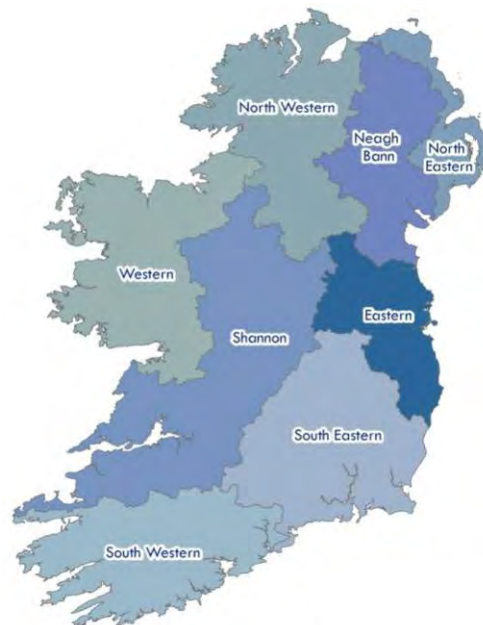 North Western
Neagh
Bann
North
Eastern
Western
Shannon
Eastern
South Eastern
South Western